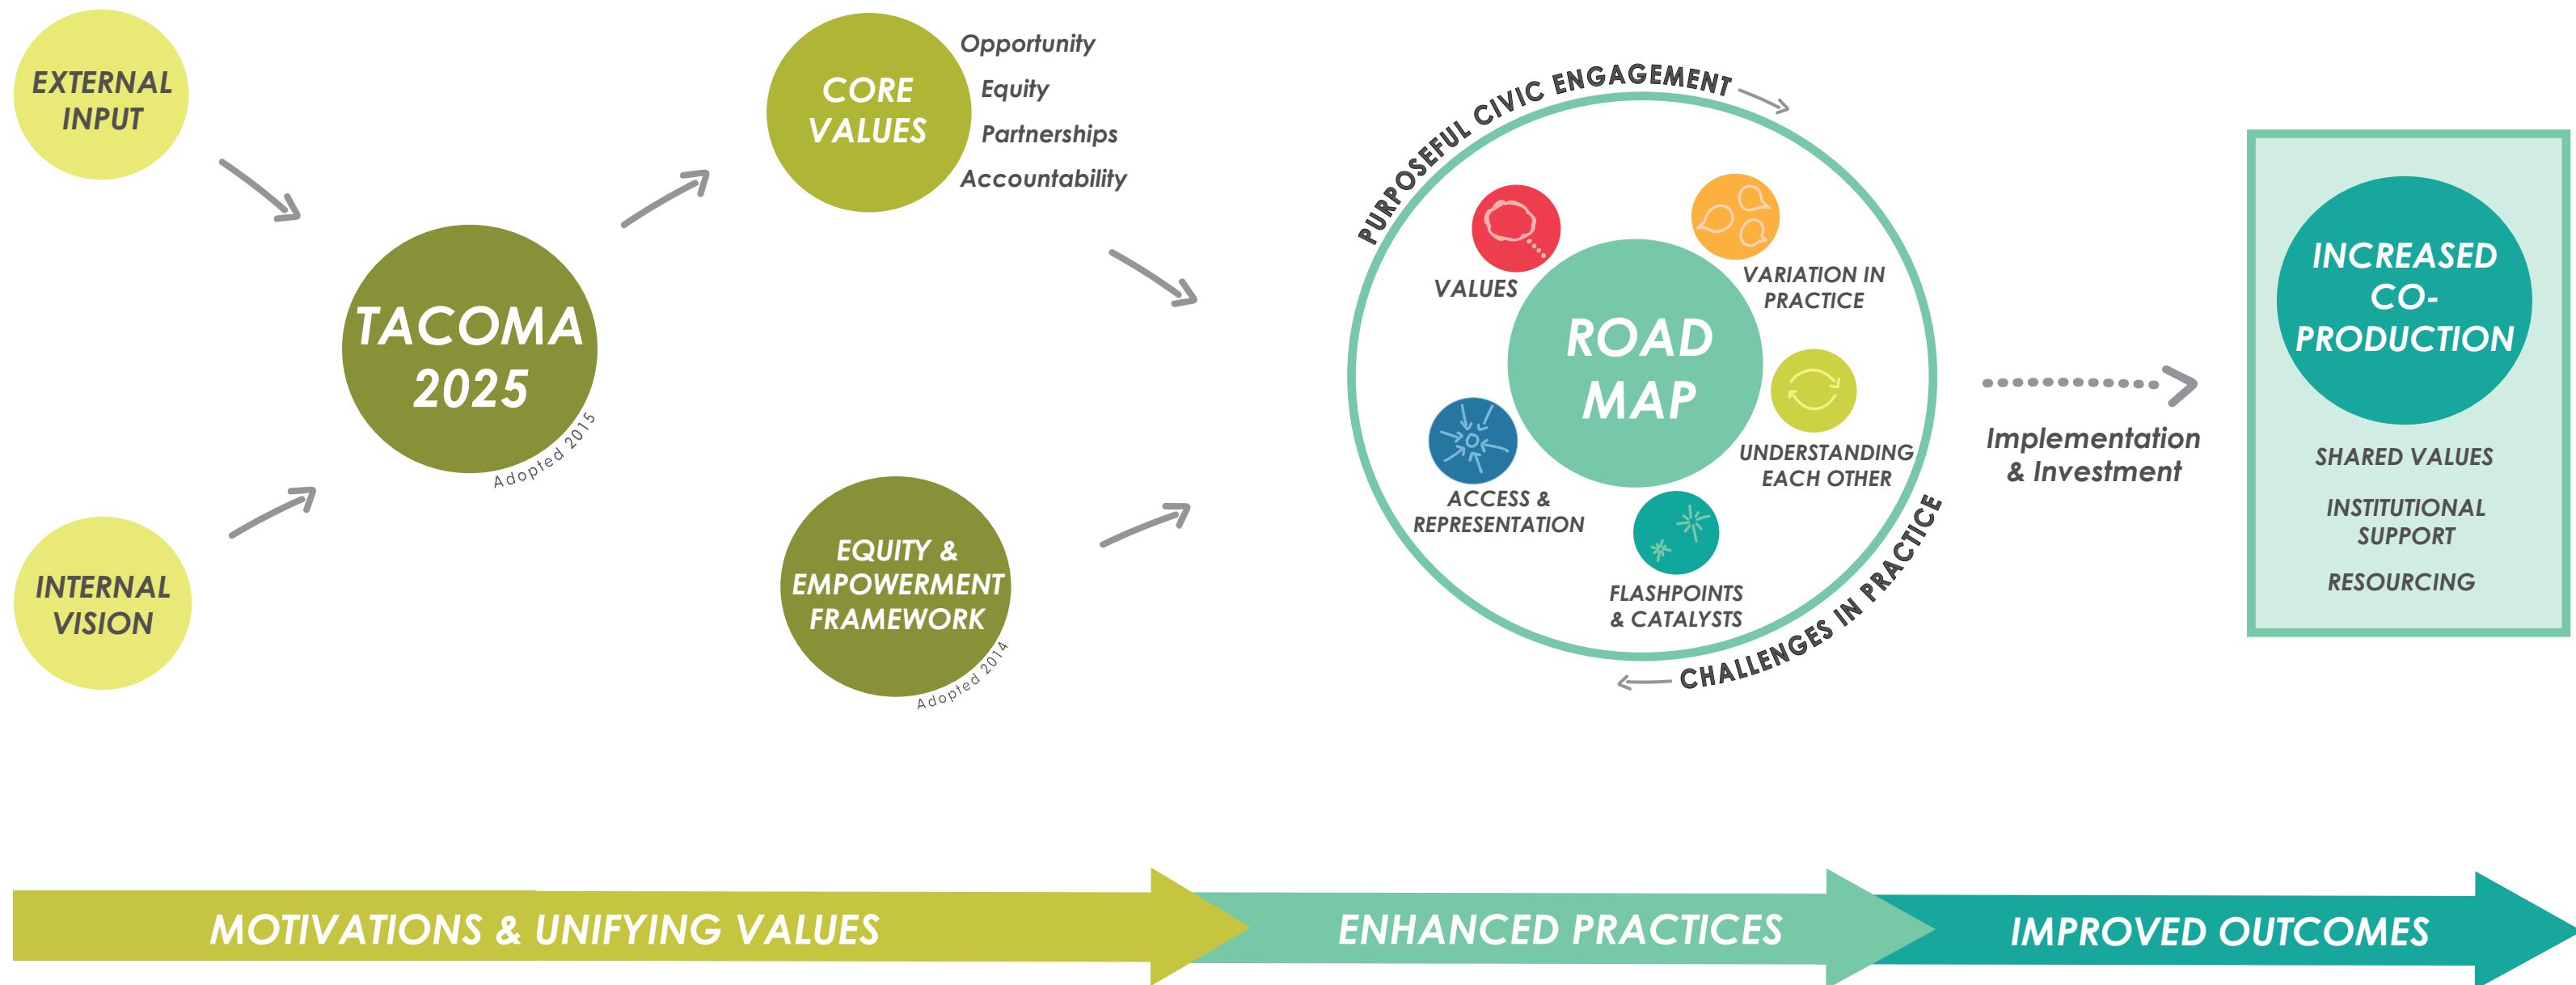 EXTERNAL
INPUT
INTERNAL
VISION
TACOMA
2025
Adopted 2015
CORE
VALUES
Opportunity
Equity
Partnerships
Accountability
EQUITY &
EMPOWERMENT
FRAMEWORK
Adopted 2014
PURPOSEFUL CIVIC ENGAGEMENT
VALUES
VARIATION IN
PRACTICE
ROAD
MAP
UNDERSTANDING
EACH OTHER
ACCESS &
REPRESENTATION
FLASHPOINTS
& CATALYSTS
CHALLENGES IN PRACTICE
Implementation
& Investment
INCREASED
CO-
PRODUCTION
SHARED VALUES
INSTITUTIONAL
SUPPORT
RESOURCING
MOTIVATIONS & UNIFYING VALUES
ENHANCED PRACTICES
IMPROVED OUTCOMES